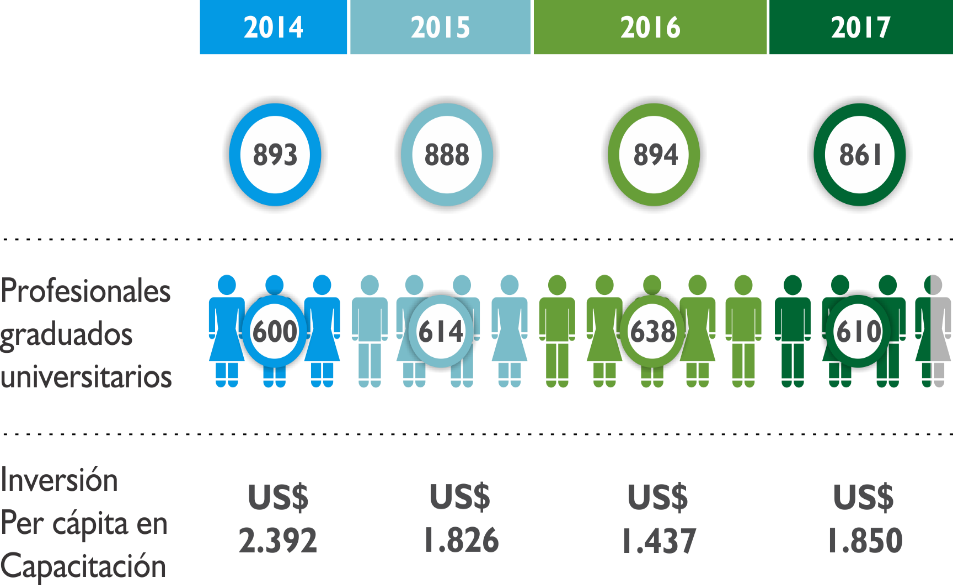 2014 2015 2016 2017
893 888 894 861
Profesionales
graduados
universitarios
600 614 638 610
Inversión
Per cápita en
Capacitación
US$ US$ US$ US$
2.392 1.826 1.437 1.850